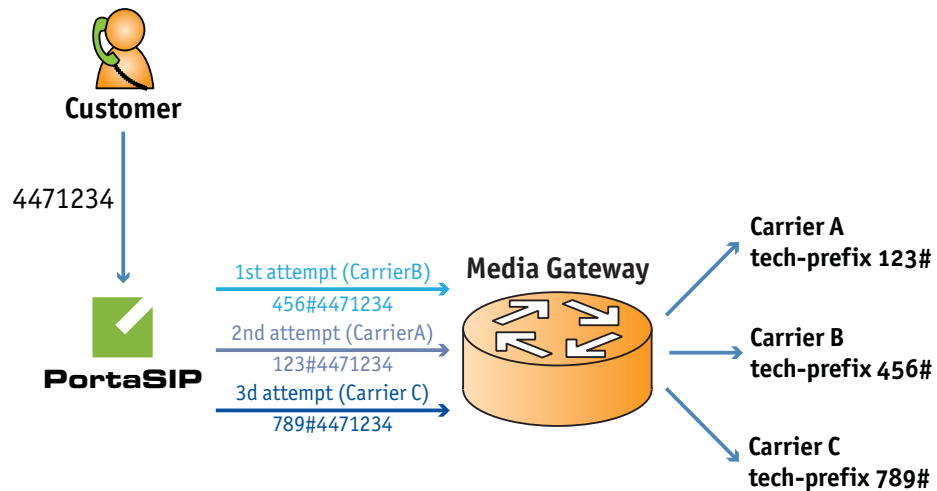 Customer
4471234
PortaSIP
1st attempt (CarrierB)
456#4471234
2nd attempt (CarrierA)
123#4471234
3d attempt (Carrier C)
789#4471234
Media Gateway
Carrier A
tech-prefix 123#
Carrier B
tech-prefix 456#
Carrier C
tech-prefix 789#